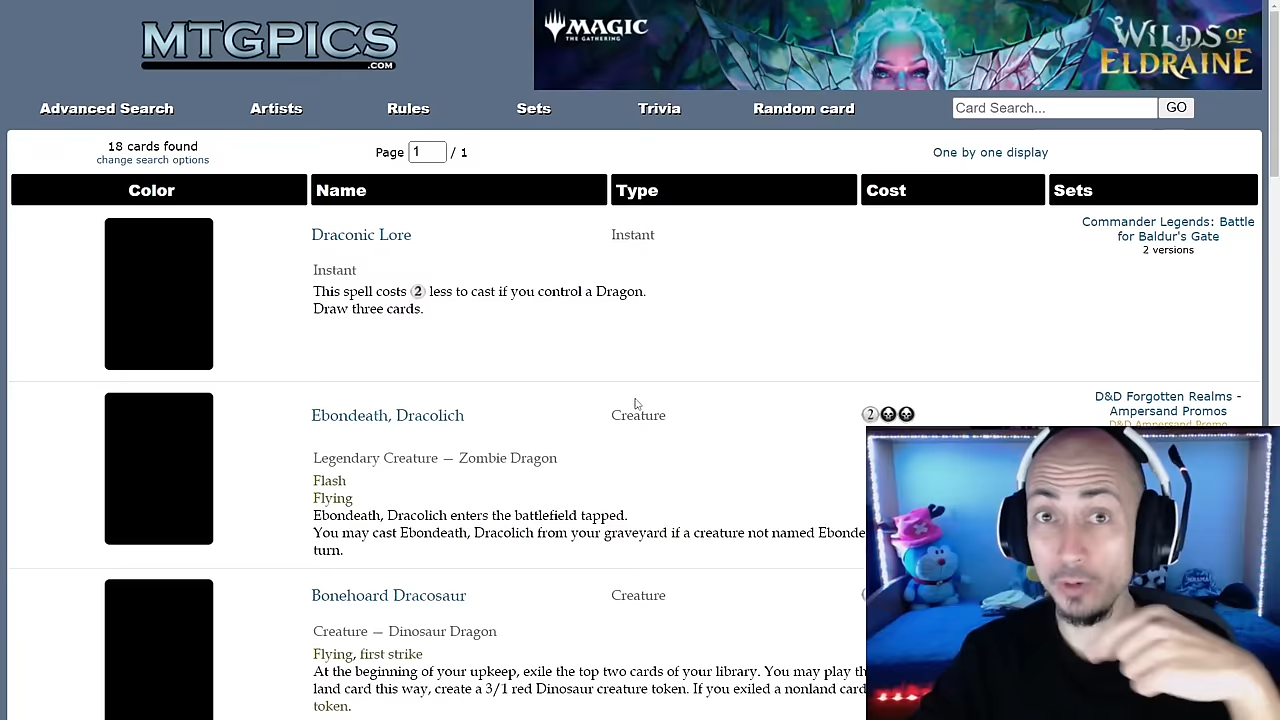 MTGPICS
.COM
MAGIC
THE GATHERING
WILDS OF
ELDRAINE
Advanced Search
Artists
Rules
Sets
Trivia
Random card
Card Search...
GO
18 cards found
change search options
Page 1 / 1
One by one display
Color
Name
Type
Cost
Sets
Draconic Lore
Instant
Commander Legends: Battle
for Baldur's Gate
2 versions
Instant
This spell costs 2 less to cast if you control a Dragon.
Draw three cards.
Ebondeath, Dracolich
Creature
2
D&D Forgotten Realms -
Ampersand Promos
D&D Ampersand Promo
Legendary Creature — Zombie Dragon
Flash
Flying
Ebondeath, Dracolich enters the battlefield tapped.
You may cast Ebondeath, Dracolich from your graveyard if a creature not named Ebonde
turn.
Bonehoard Dracosaur
Creature
Creature — Dinosaur Dragon
Flying, first strike
At the beginning of your upkeep, exile the top two cards of your library. You may play th
land card this way, create a 3/1 red Dinosaur creature token. If you exiled a nonland card
token.